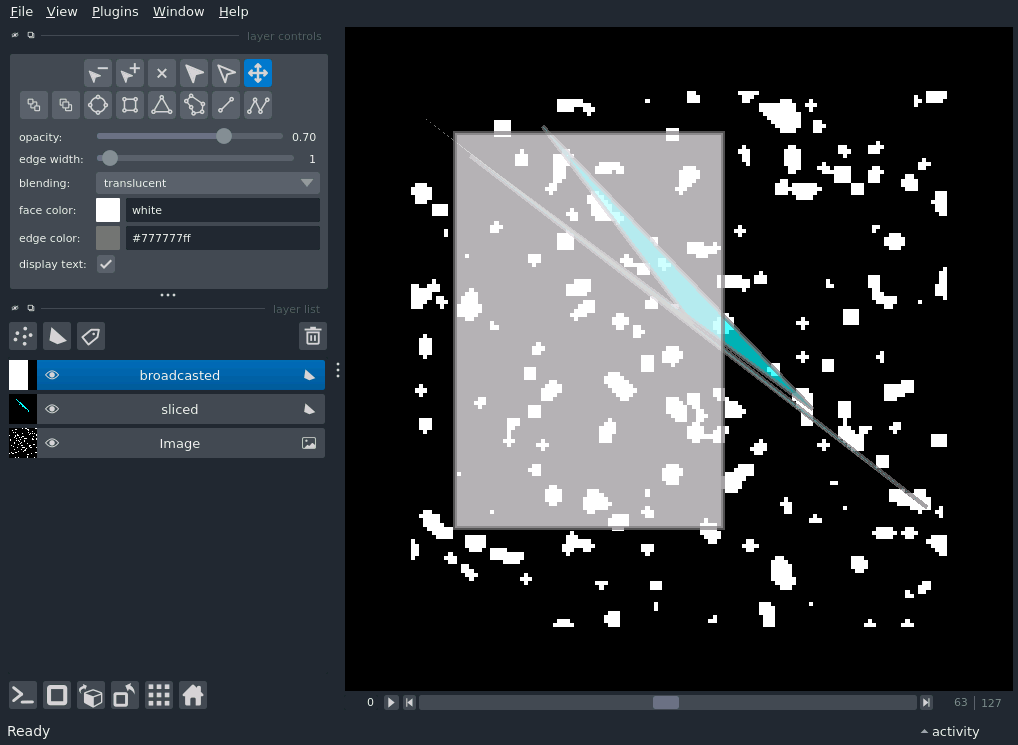 File View Plugins Window Help
layer controls
opacity: 0.70
edge width: 1
blending: translucent
face color: white
edge color: #777777ff
display text:
layer list
broadcasted
sliced
Image
0 63 | 127
Ready activity